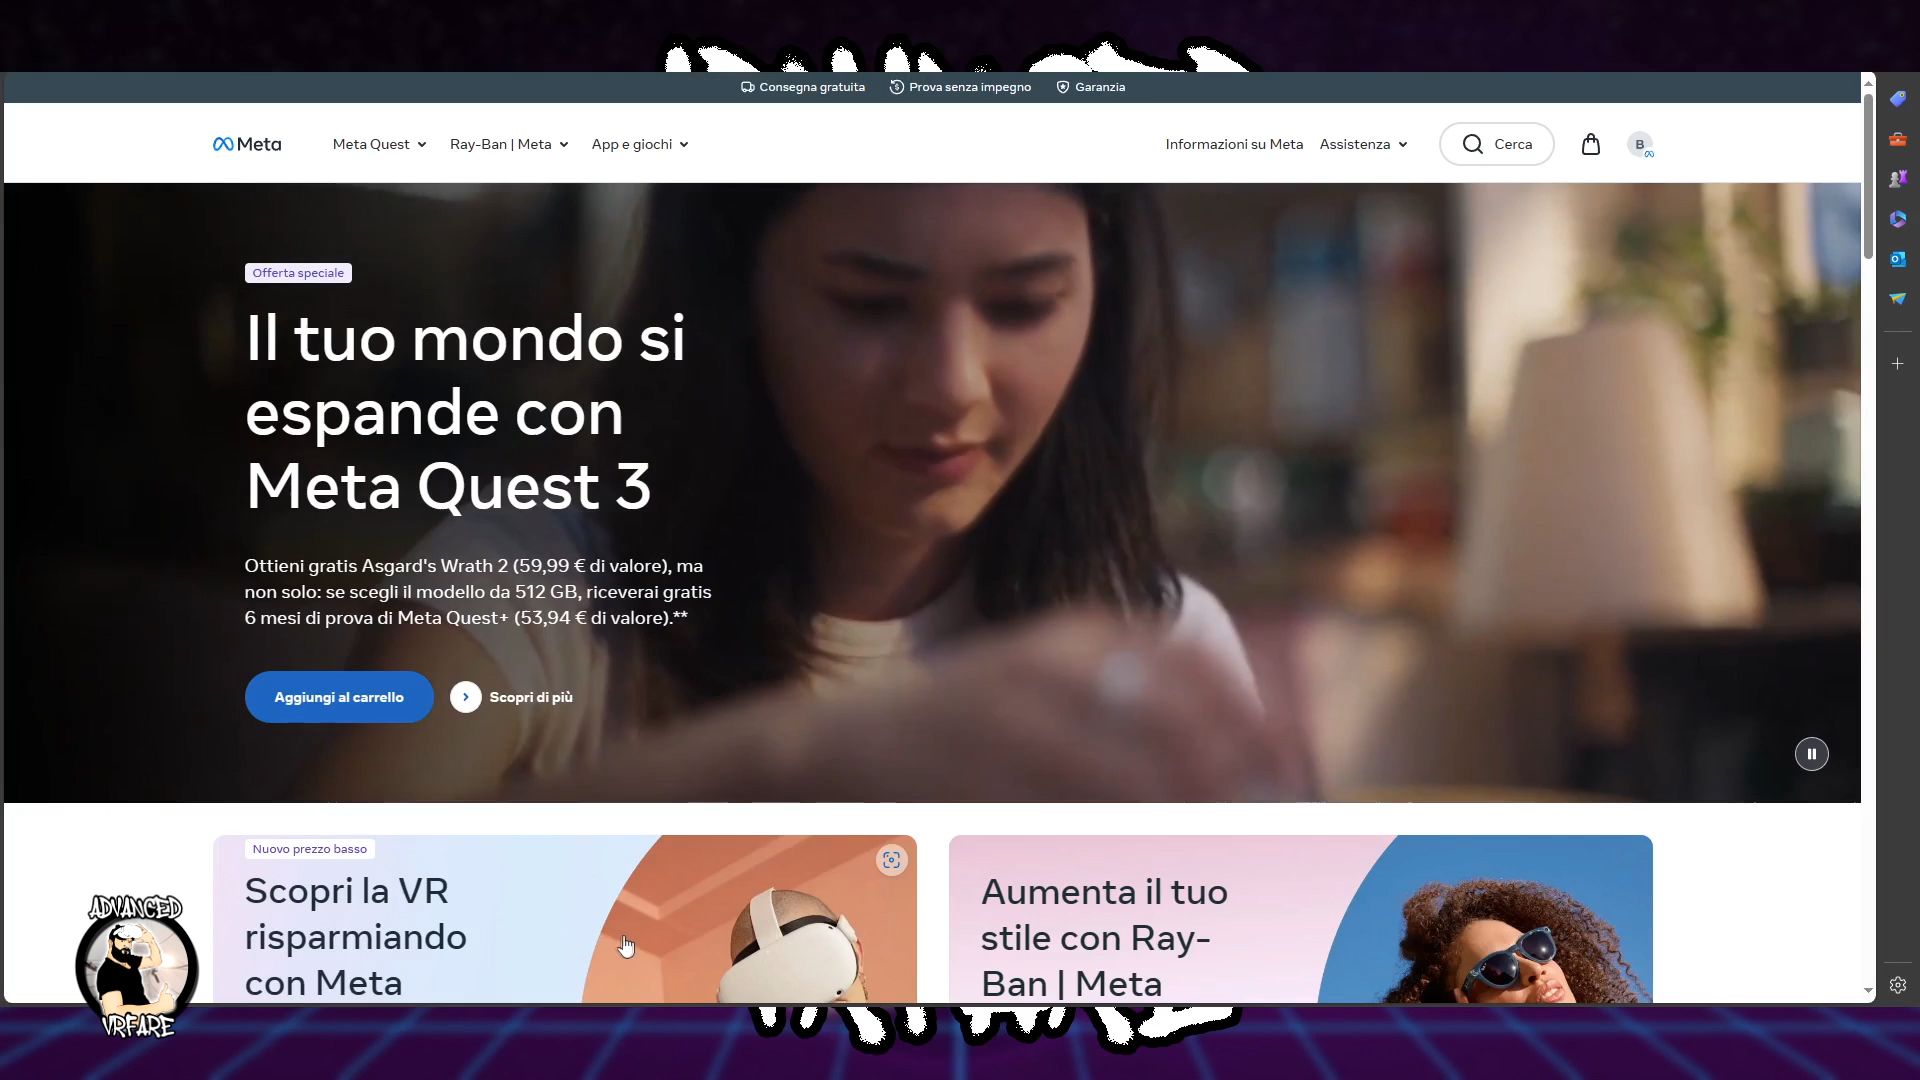 Consegna gratuita Prova senza impegno Garanzia
Meta Meta Quest Ray-Ban | Meta App e giochi Informazioni su Meta Assistenza Cerca B
Offerta speciale
Il tuo mondo si
espande con
Meta Quest 3
Ottieni gratis Asgard's Wrath 2 (59,99 € di valore), ma
non solo: se scegli il modello da 512 GB, riceverai gratis
6 mesi di prova di Meta Quest+ (53,94 € di valore).**
Aggiungi al carrello Scopri di più
Nuovo prezzo basso
Scopri la VR
risparmiando
con Meta
Aumenta il tuo
stile con Ray-
Ban | Meta
ADVANCED
VRFARE